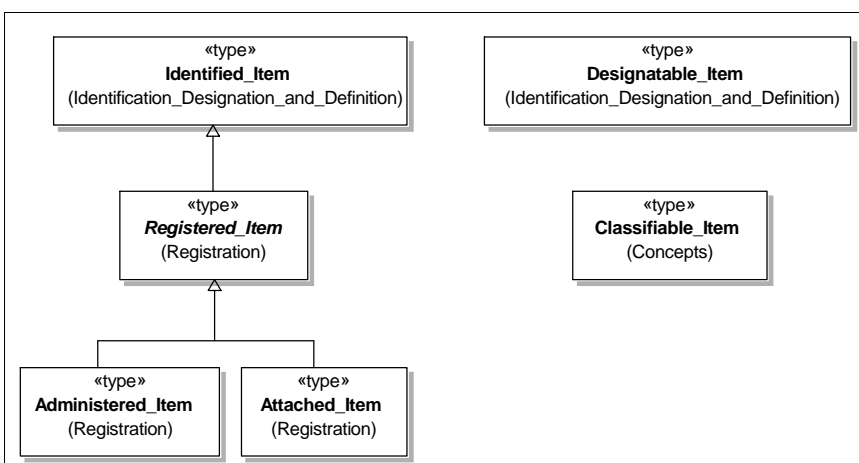 «type»
Identified_Item
(Identification_Designation_and_Definition)
«type»
Designatable_Item
(Identification_Designation_and_Definition)
«type»
Registered_Item
(Registration)
«type»
Classifiable_Item
(Concepts)
«type»
Administered_Item
(Registration)
«type»
Attached_Item
(Registration)